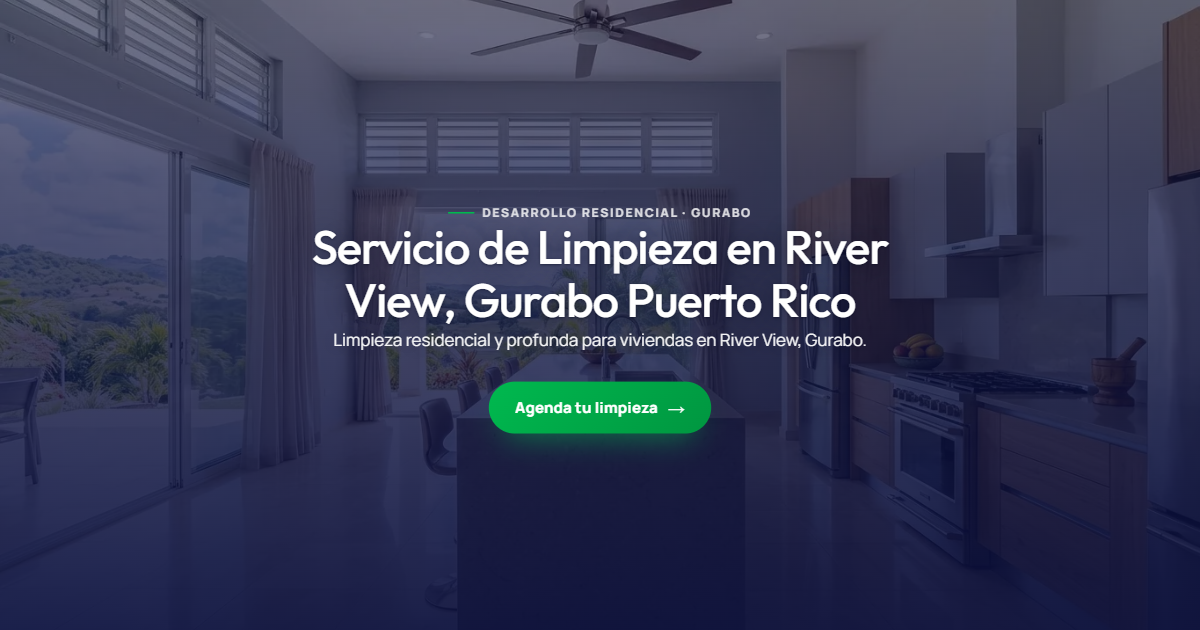 DESARROLLO RESIDENCIAL · GURABO
Servicio de Limpieza en River
View, Gurabo Puerto Rico
Limpieza residencial y profunda para viviendas en River View, Gurabo.
Agenda tu limpieza →